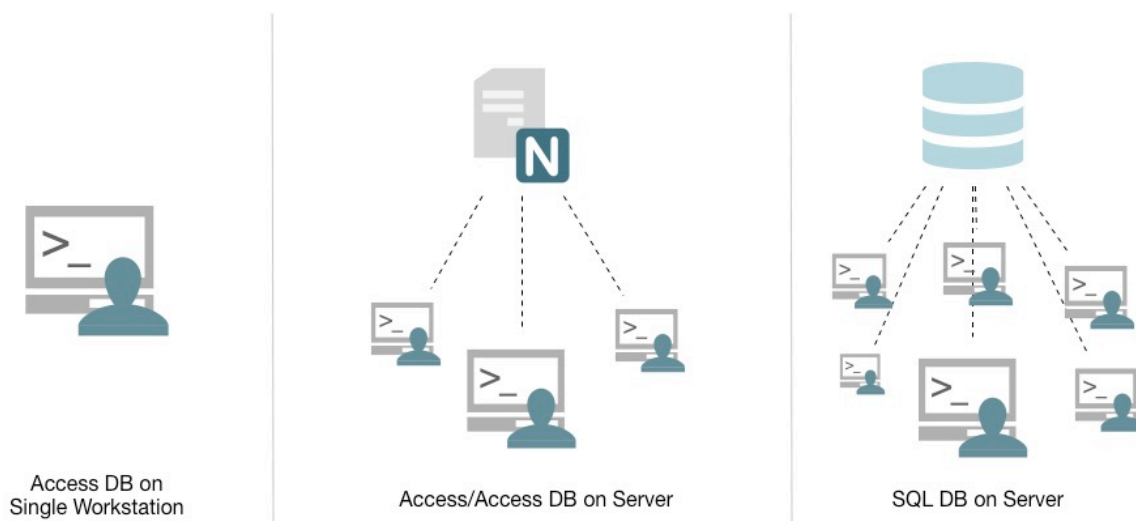 N
>_
>_
>_
>_
>_
>_
>_
>_
>_
>_
Access DB on
Single Workstation
Access/Access DB on Server
SQL DB on Server